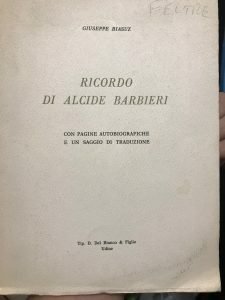 FELTRE
GIUSEPPE BIASUZ
RICORDO
DI ALCIDE BARBIERI
CON PAGINE AUTOBIOGRAFICHE
E UN SAGGIO DI TRADUZIONE
Tip. D. Del Bianco & Figlio
Udine